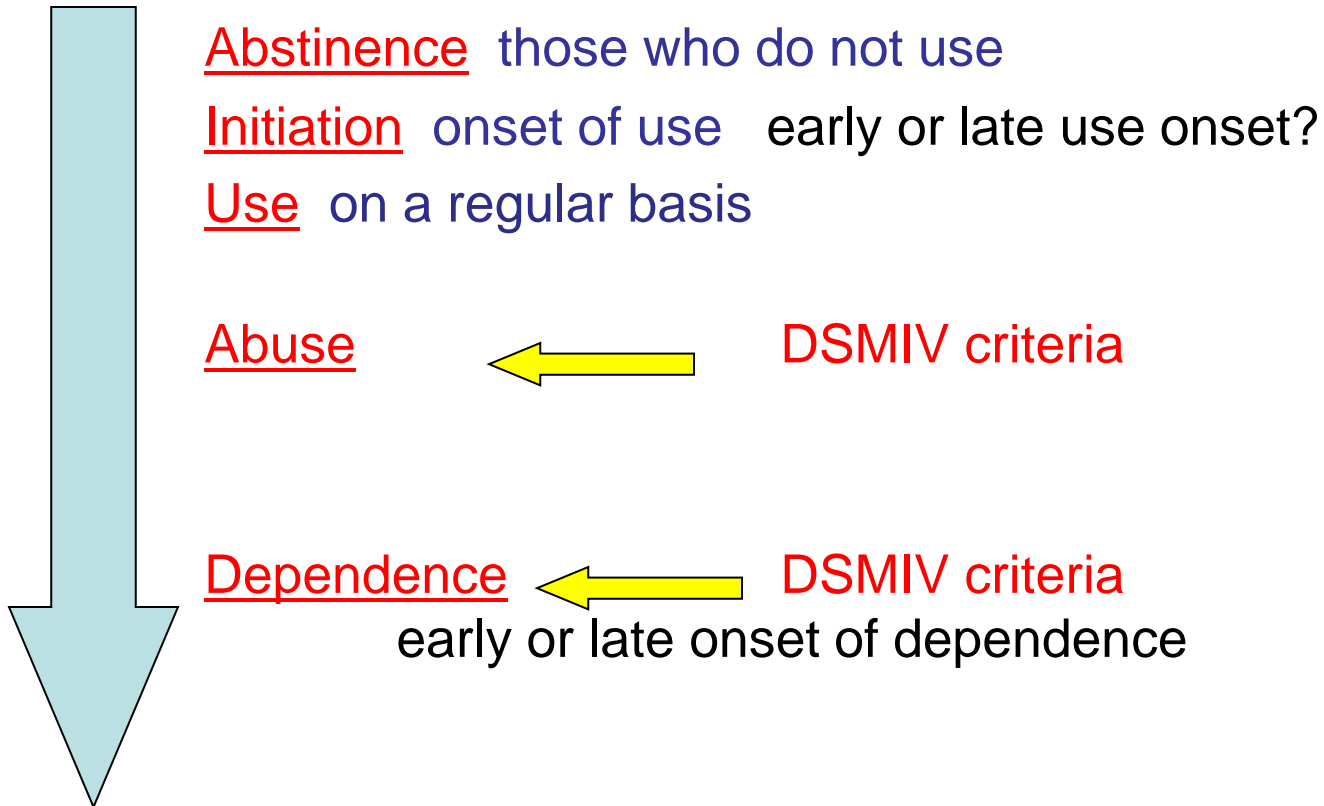 Abstinence those who do not use
Initiation onset of use early or late use onset?
Use on a regular basis
Abuse DSMIV criteria
Dependence DSMIV criteria
early or late onset of dependence